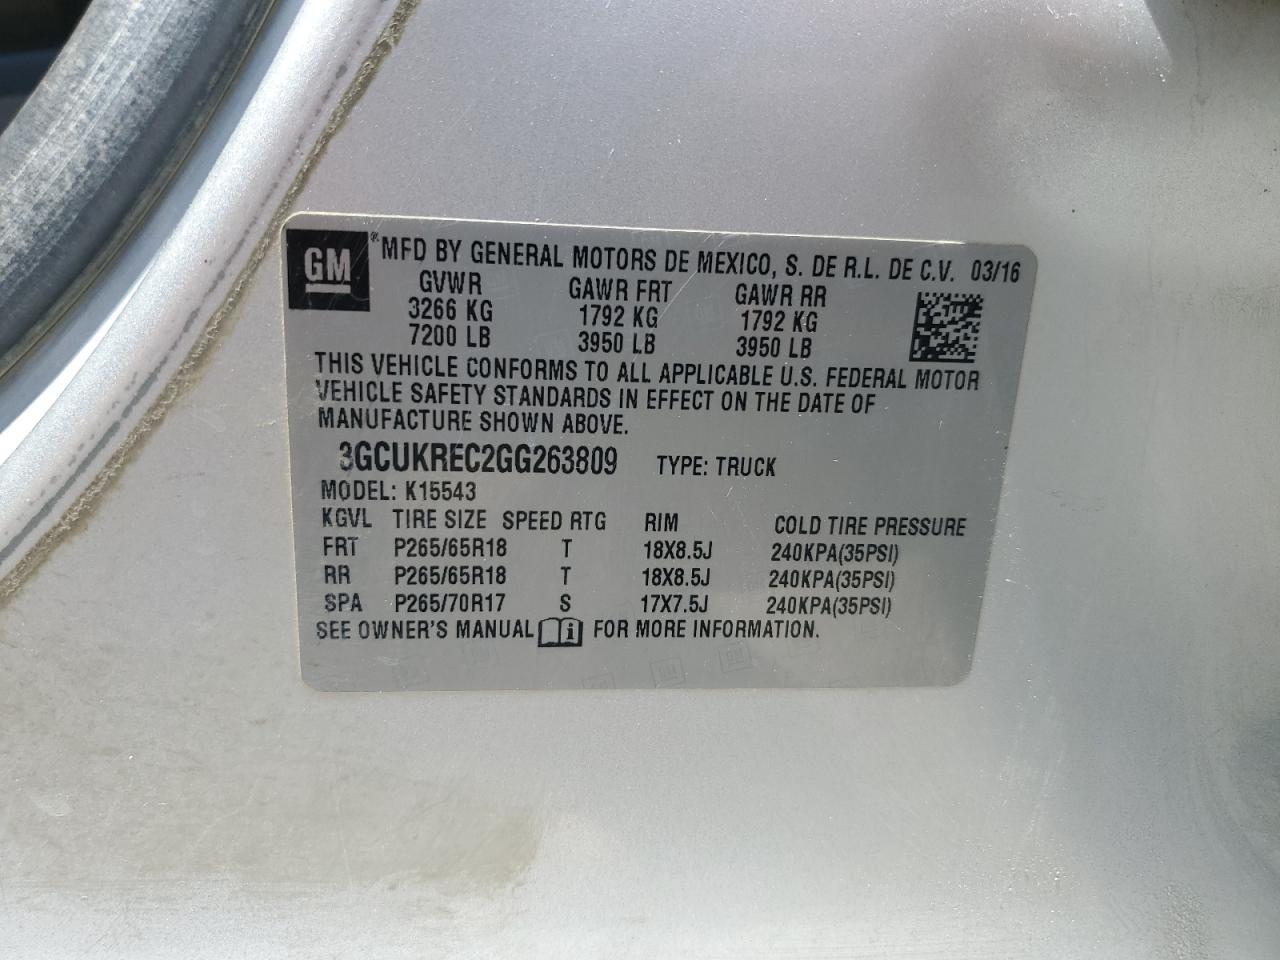 GM ® MFD BY GENERAL MOTORS DE MEXICO, S. DE R.L. DE C.V. 03/16
GVWR GAWR FRT GAWR RR
3266 KG 1792 KG 1792 KG
7200 LB 3950 LB 3950 LB
THIS VEHICLE CONFORMS TO ALL APPLICABLE U.S. FEDERAL MOTOR
VEHICLE SAFETY STANDARDS IN EFFECT ON THE DATE OF
MANUFACTURE SHOWN ABOVE.
3GCUKREC2GG263809 TYPE: TRUCK
MODEL: K15543
KGVL TIRE SIZE SPEED RTG RIM COLD TIRE PRESSURE
FRT P265/65R18 T 18X8.5J 240KPA(35PSI)
RR P265/65R18 T 18X8.5J 240KPA(35PSI)
SPA P265/70R17 S 17X7.5J 240KPA(35PSI)
SEE OWNER'S MANUAL i FOR MORE INFORMATION.
GM GM